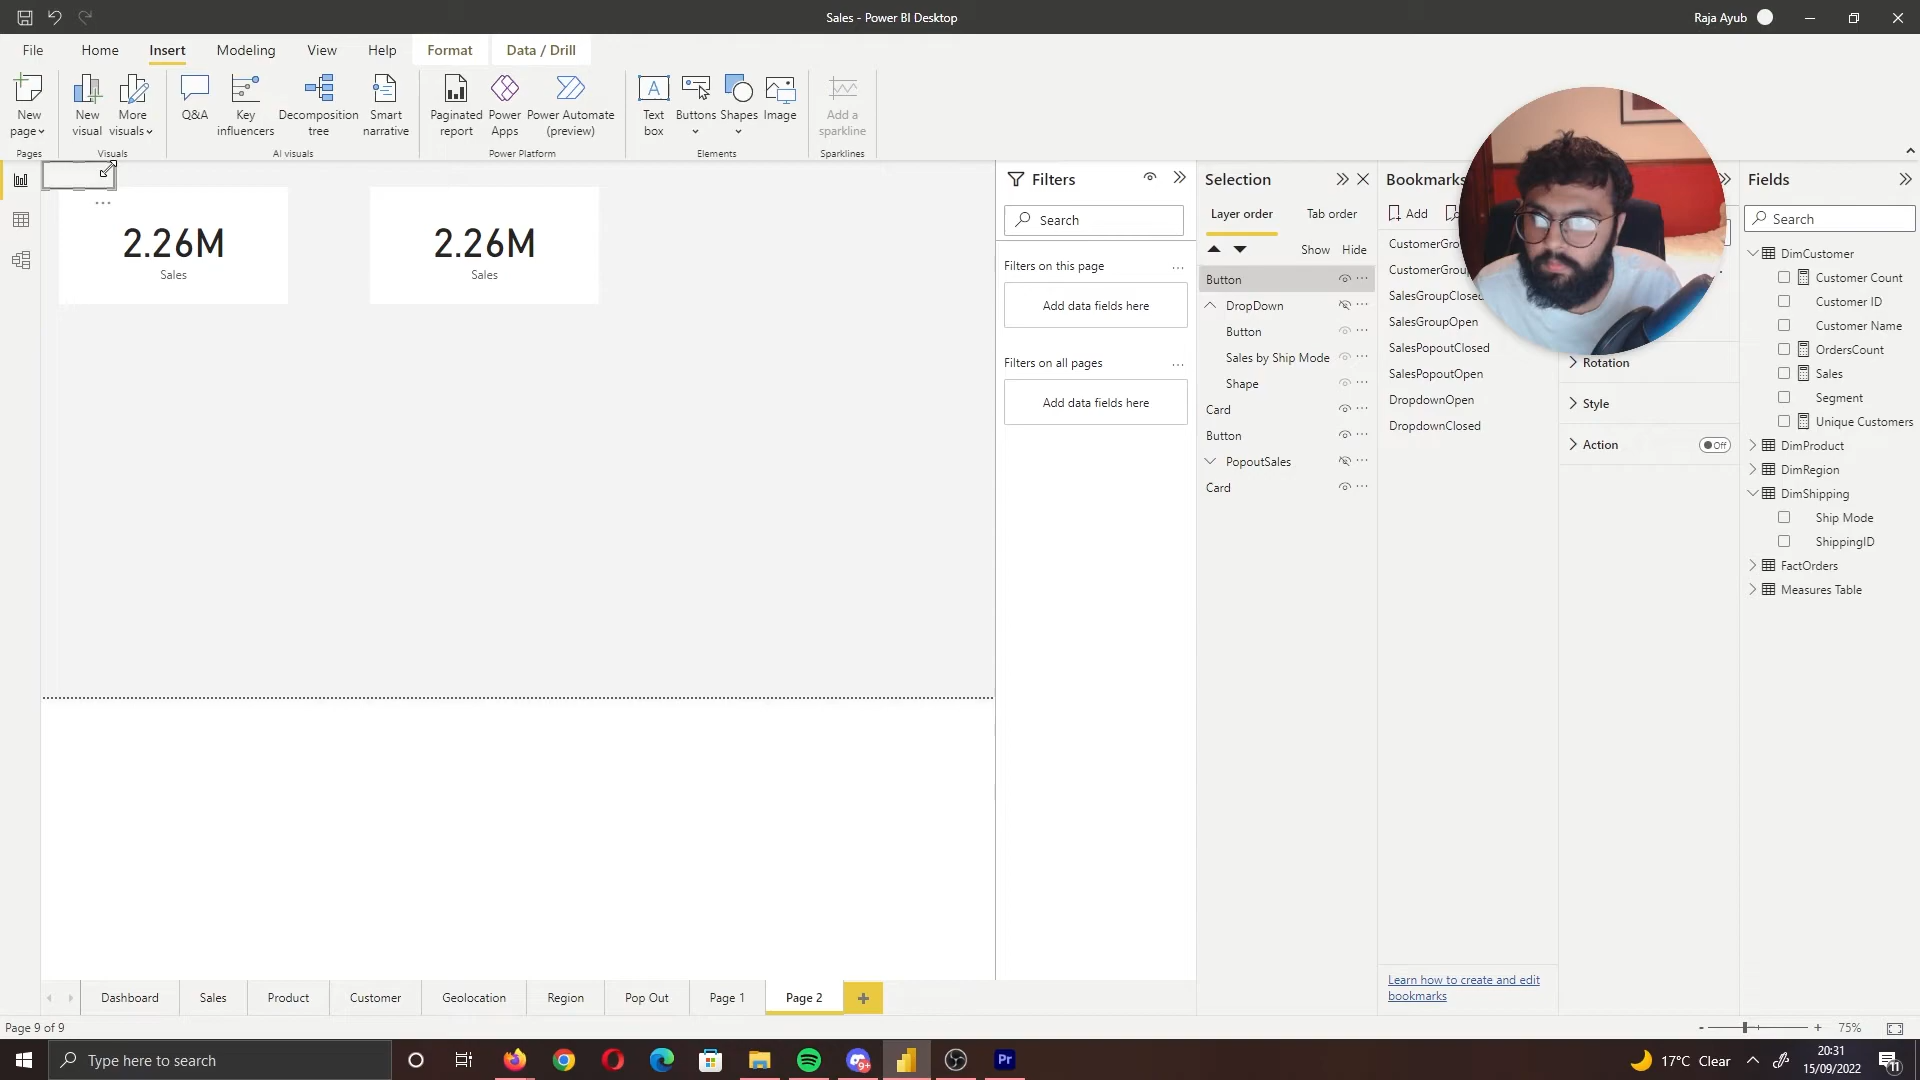 Sales - Power BI Desktop
Raja Ayub
File
Home
Insert
Modeling
View
Help
Format
Data / Drill
New page
New visual
More visuals
Q&A
Key influencers
Decomposition tree
Smart narrative
Paginated report
Power Apps
Power Automate (preview)
Text box
Buttons
Shapes
Image
Add a sparkline
Pages
Visuals
AI visuals
Power Platform
Elements
Sparklines
2.26M
Sales
2.26M
Sales
Filters
Search
Filters on this page
Add data fields here
Filters on all pages
Add data fields here
Selection
Layer order
Tab order
Show
Hide
Button
DropDown
Button
Sales by Ship Mode
Shape
Card
Button
PopoutSales
Card
Bookmarks
Add
SalesGroupClosed
SalesGroupOpen
SalesPopoutClosed
SalesPopoutOpen
DropdownOpen
DropdownClosed
Learn how to create and edit
bookmarks
Rotation
Style
Action
Off
Fields
Search
DimCustomer
Customer Count
Customer ID
Customer Name
OrdersCount
Sales
Segment
Unique Customers
DimProduct
DimRegion
DimShipping
Ship Mode
ShippingID
FactOrders
Measures Table
Dashboard
Sales
Product
Customer
Geolocation
Region
Pop Out
Page 1
Page 2
Page 9 of 9
75%
Type here to search
9+
Pr
17°C Clear
20:31
15/09/2022
11